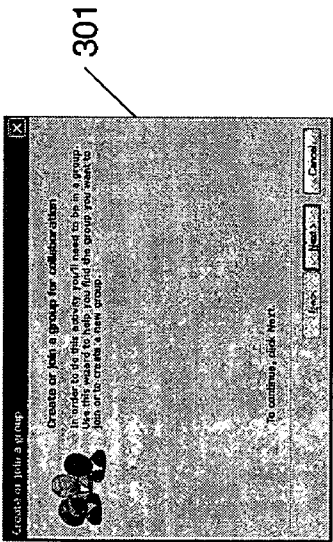 Create or join a group
Create or join a group for collaboration
In order to do this activity you'll need to be in a group.
Use this wizard to help you find the group you want to
join or to create a new group.
To continue, click Next.
< Back
Next >
Cancel
301